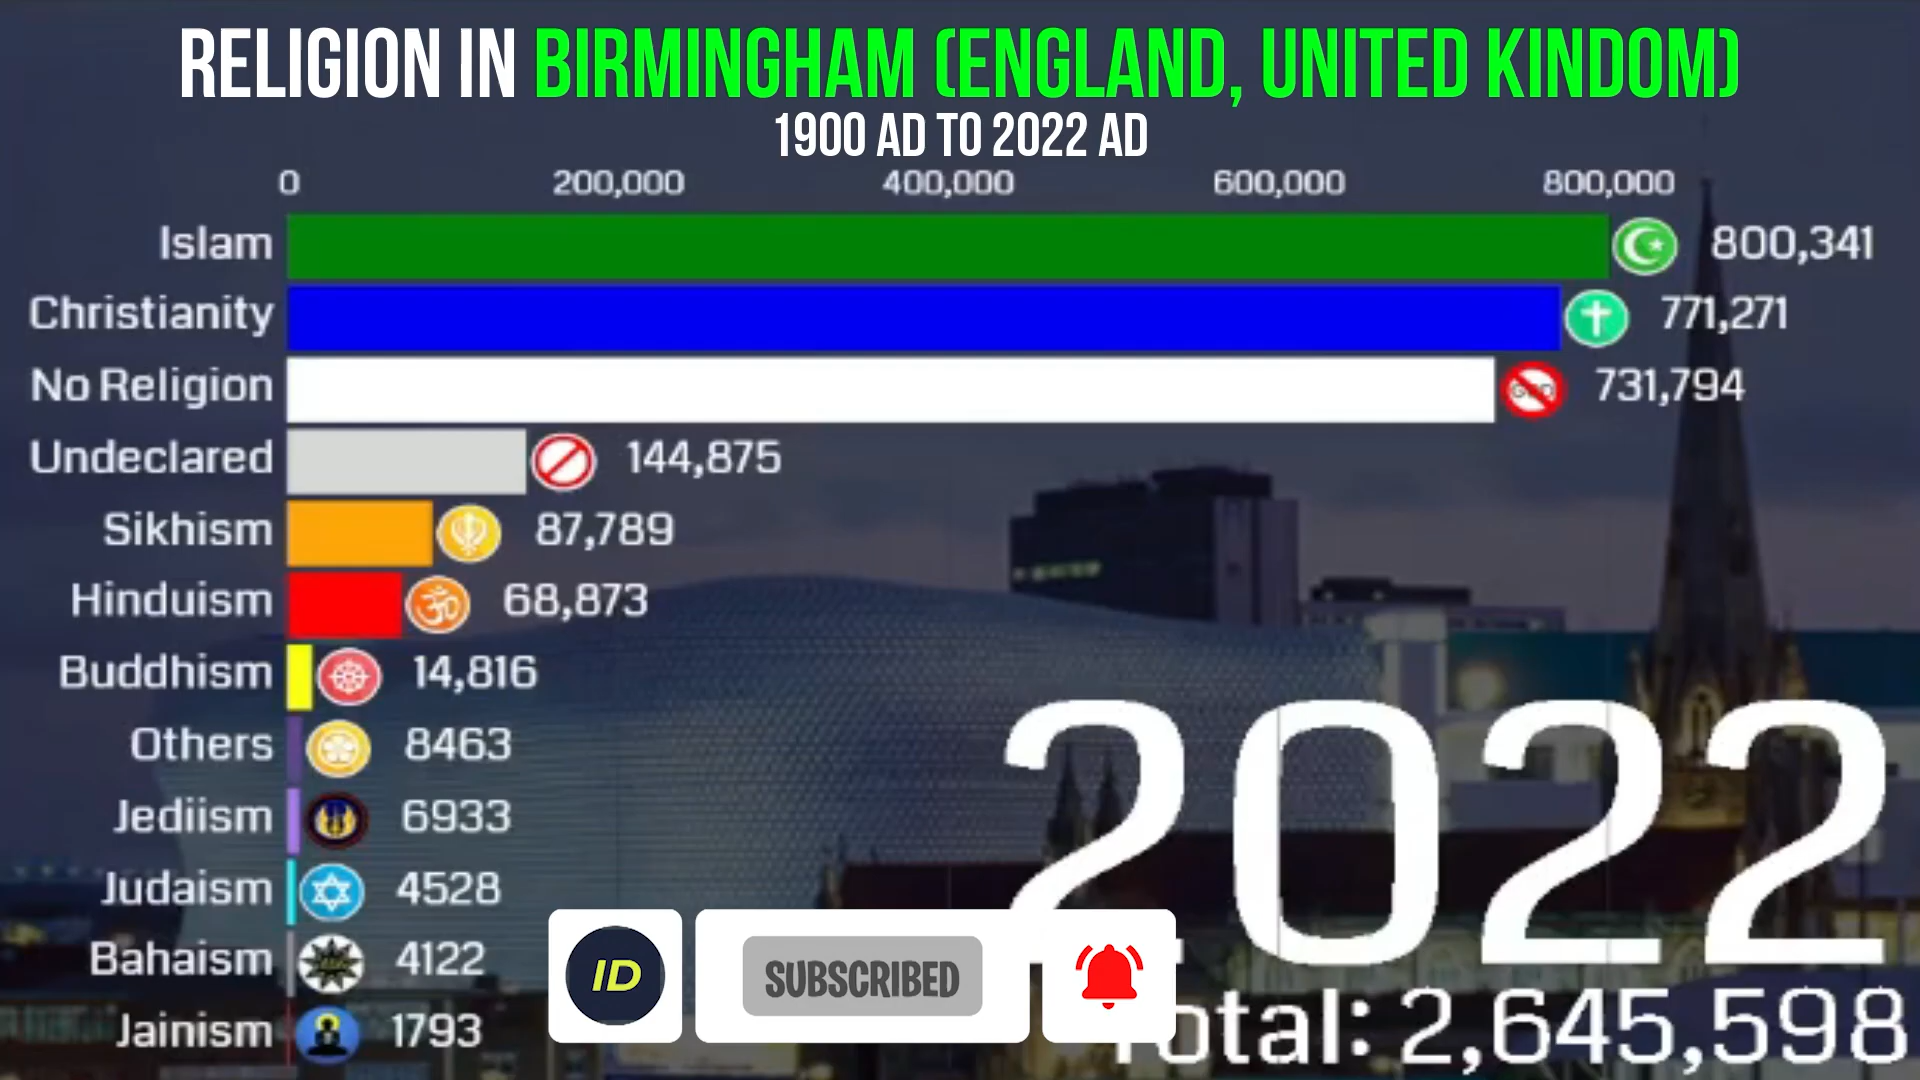 RELIGION IN BIRMINGHAM (ENGLAND, UNITED KINDOM)
1900 AD TO 2022 AD
0 200,000 400,000 600,000 800,000
Islam 800,341
Christianity 771,271
No Religion 731,794
Undeclared 144,875
Sikhism 87,789
Hinduism 68,873
Buddhism 14,816
Others 8463
Jediism 6933
Judaism 4528
Bahaism 4122
Jainism 1793
2022
ID SUBSCRIBED
otal: 2,645,598